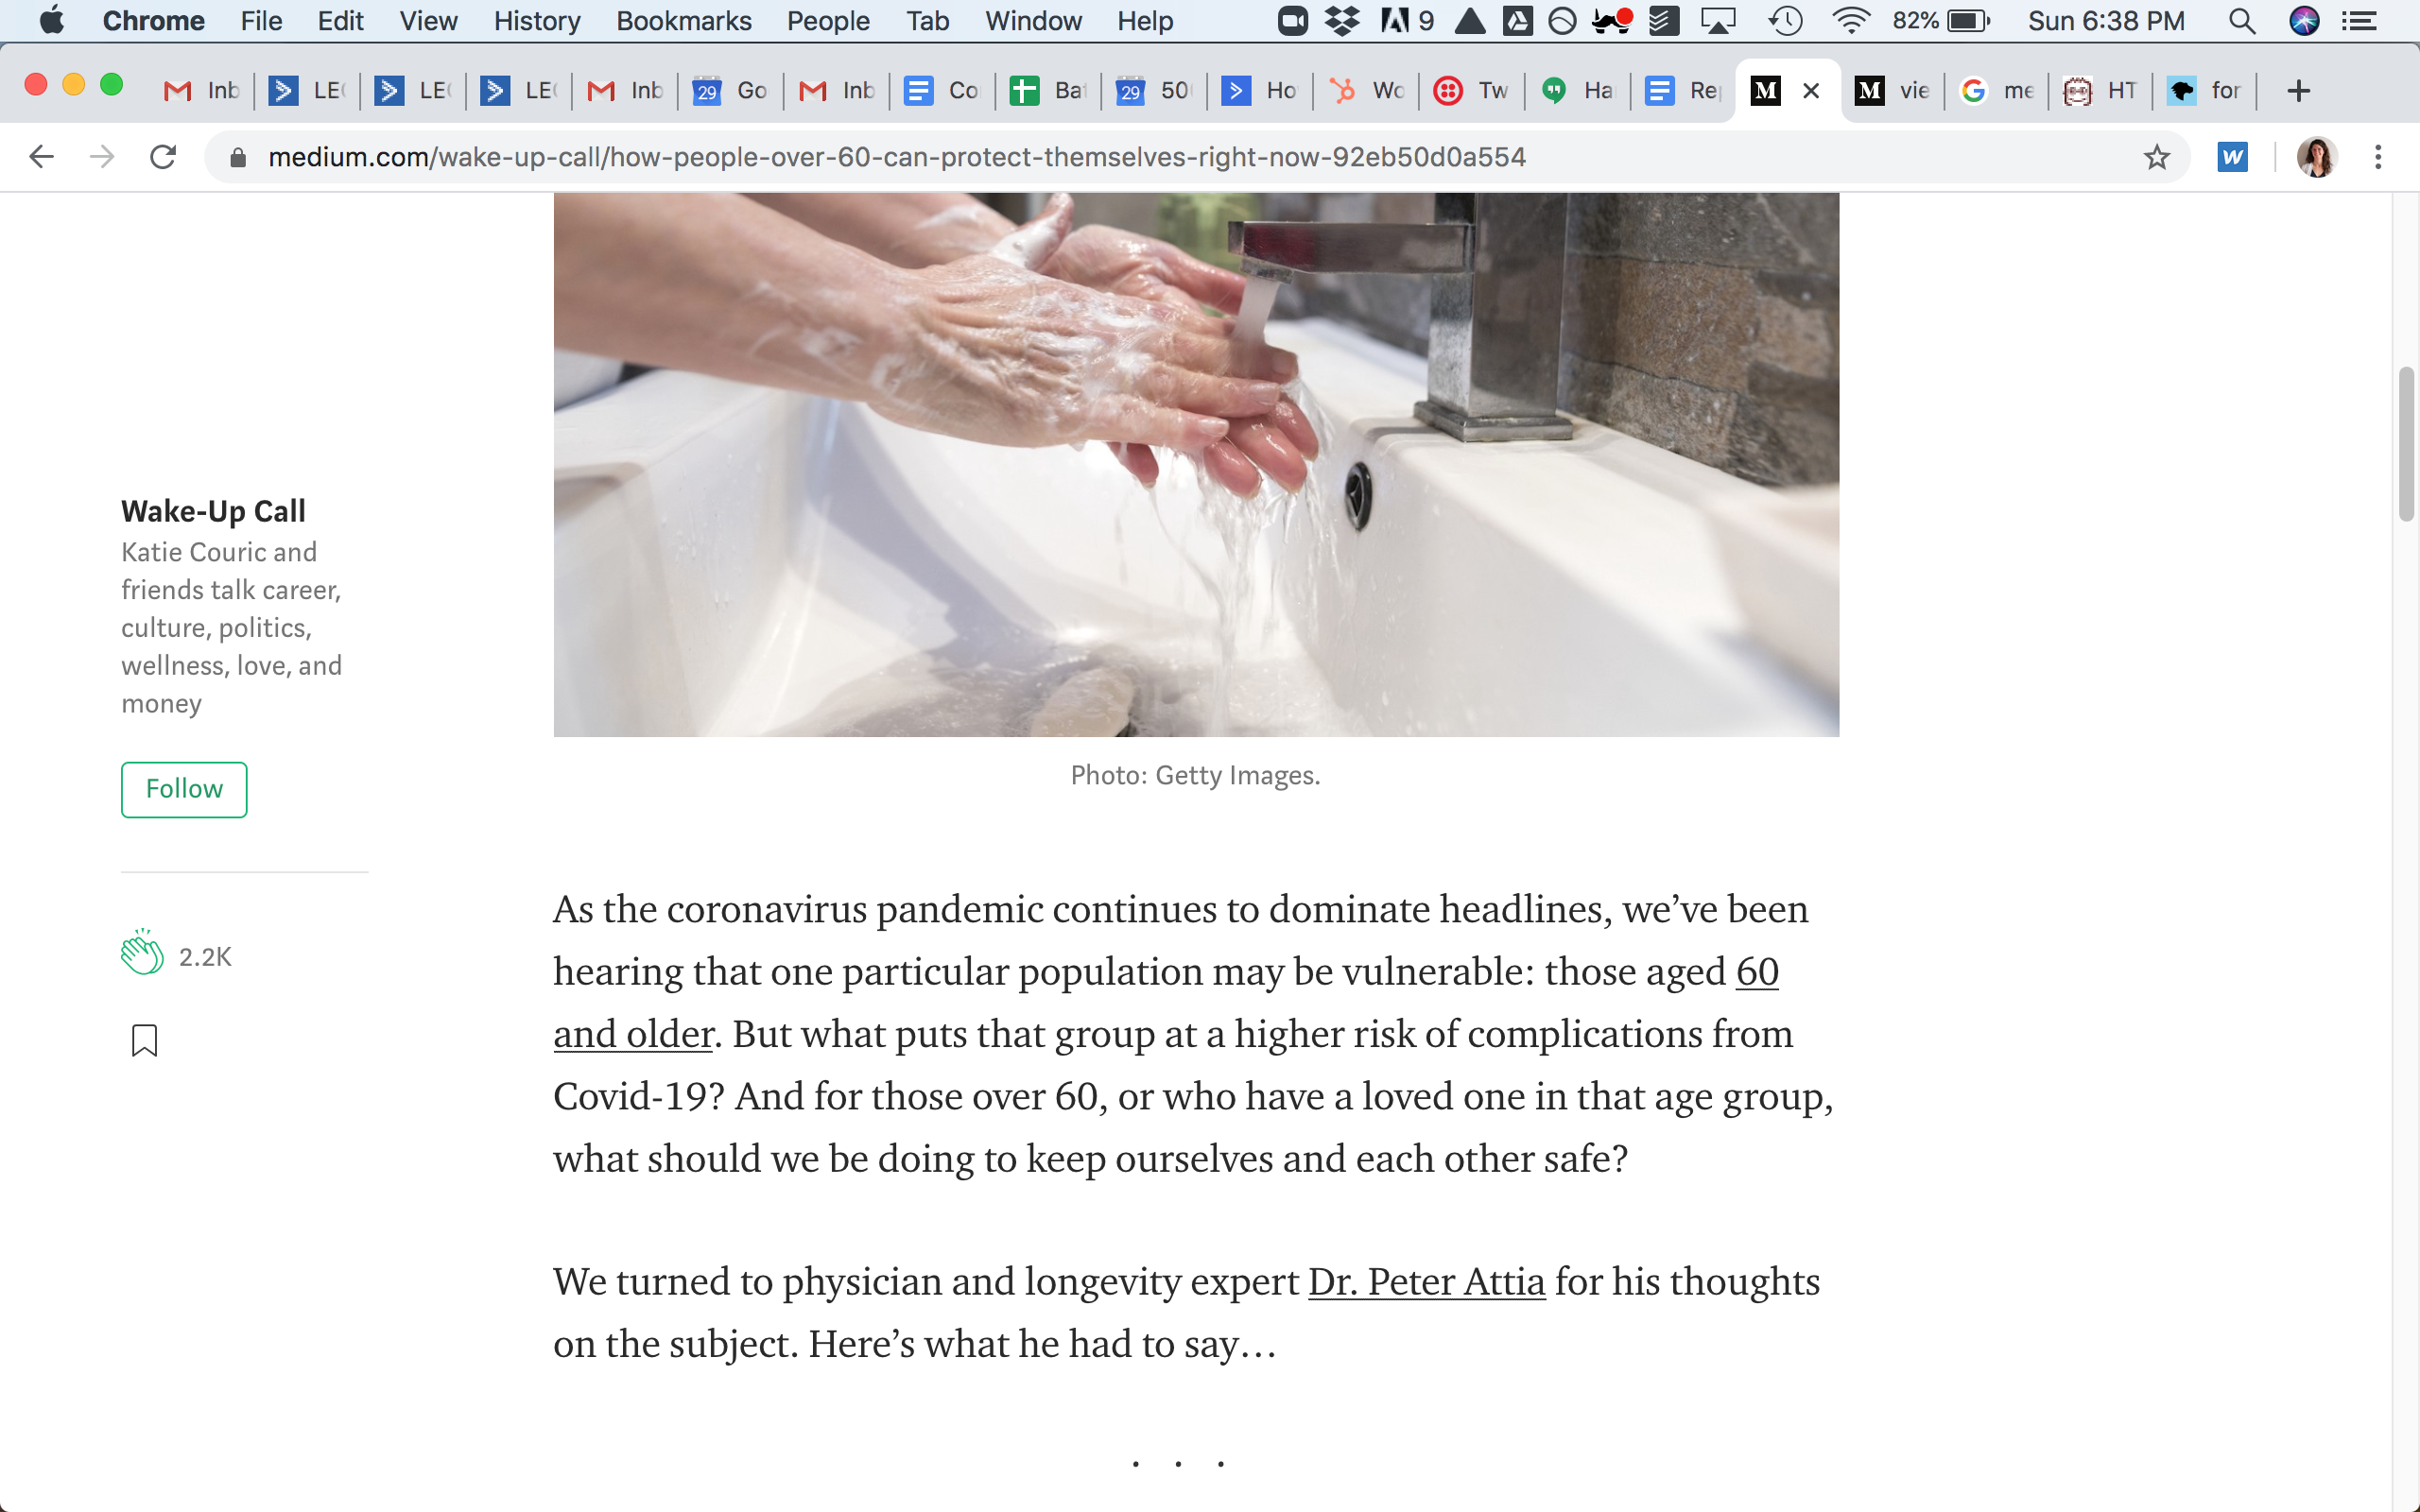 Chrome File Edit View History Bookmarks People Tab Window Help 9 82% Sun 6:38 PM
Inb LE LE LE Inb 29 Go Inb Co Ba 29 50 Ho Wo Tw Ha Re M M vie G me HT for
medium.com/wake-up-call/how-people-over-60-can-protect-themselves-right-now-92eb50d0a554 W
Wake-Up Call
Katie Couric and
friends talk career,
culture, politics,
wellness, love, and
money
Follow
2.2K
Photo: Getty Images.
As the coronavirus pandemic continues to dominate headlines, we’ve been
hearing that one particular population may be vulnerable: those aged 60
and older. But what puts that group at a higher risk of complications from
Covid-19? And for those over 60, or who have a loved one in that age group,
what should we be doing to keep ourselves and each other safe?
We turned to physician and longevity expert Dr. Peter Attia for his thoughts
on the subject. Here’s what he had to say…
. . .